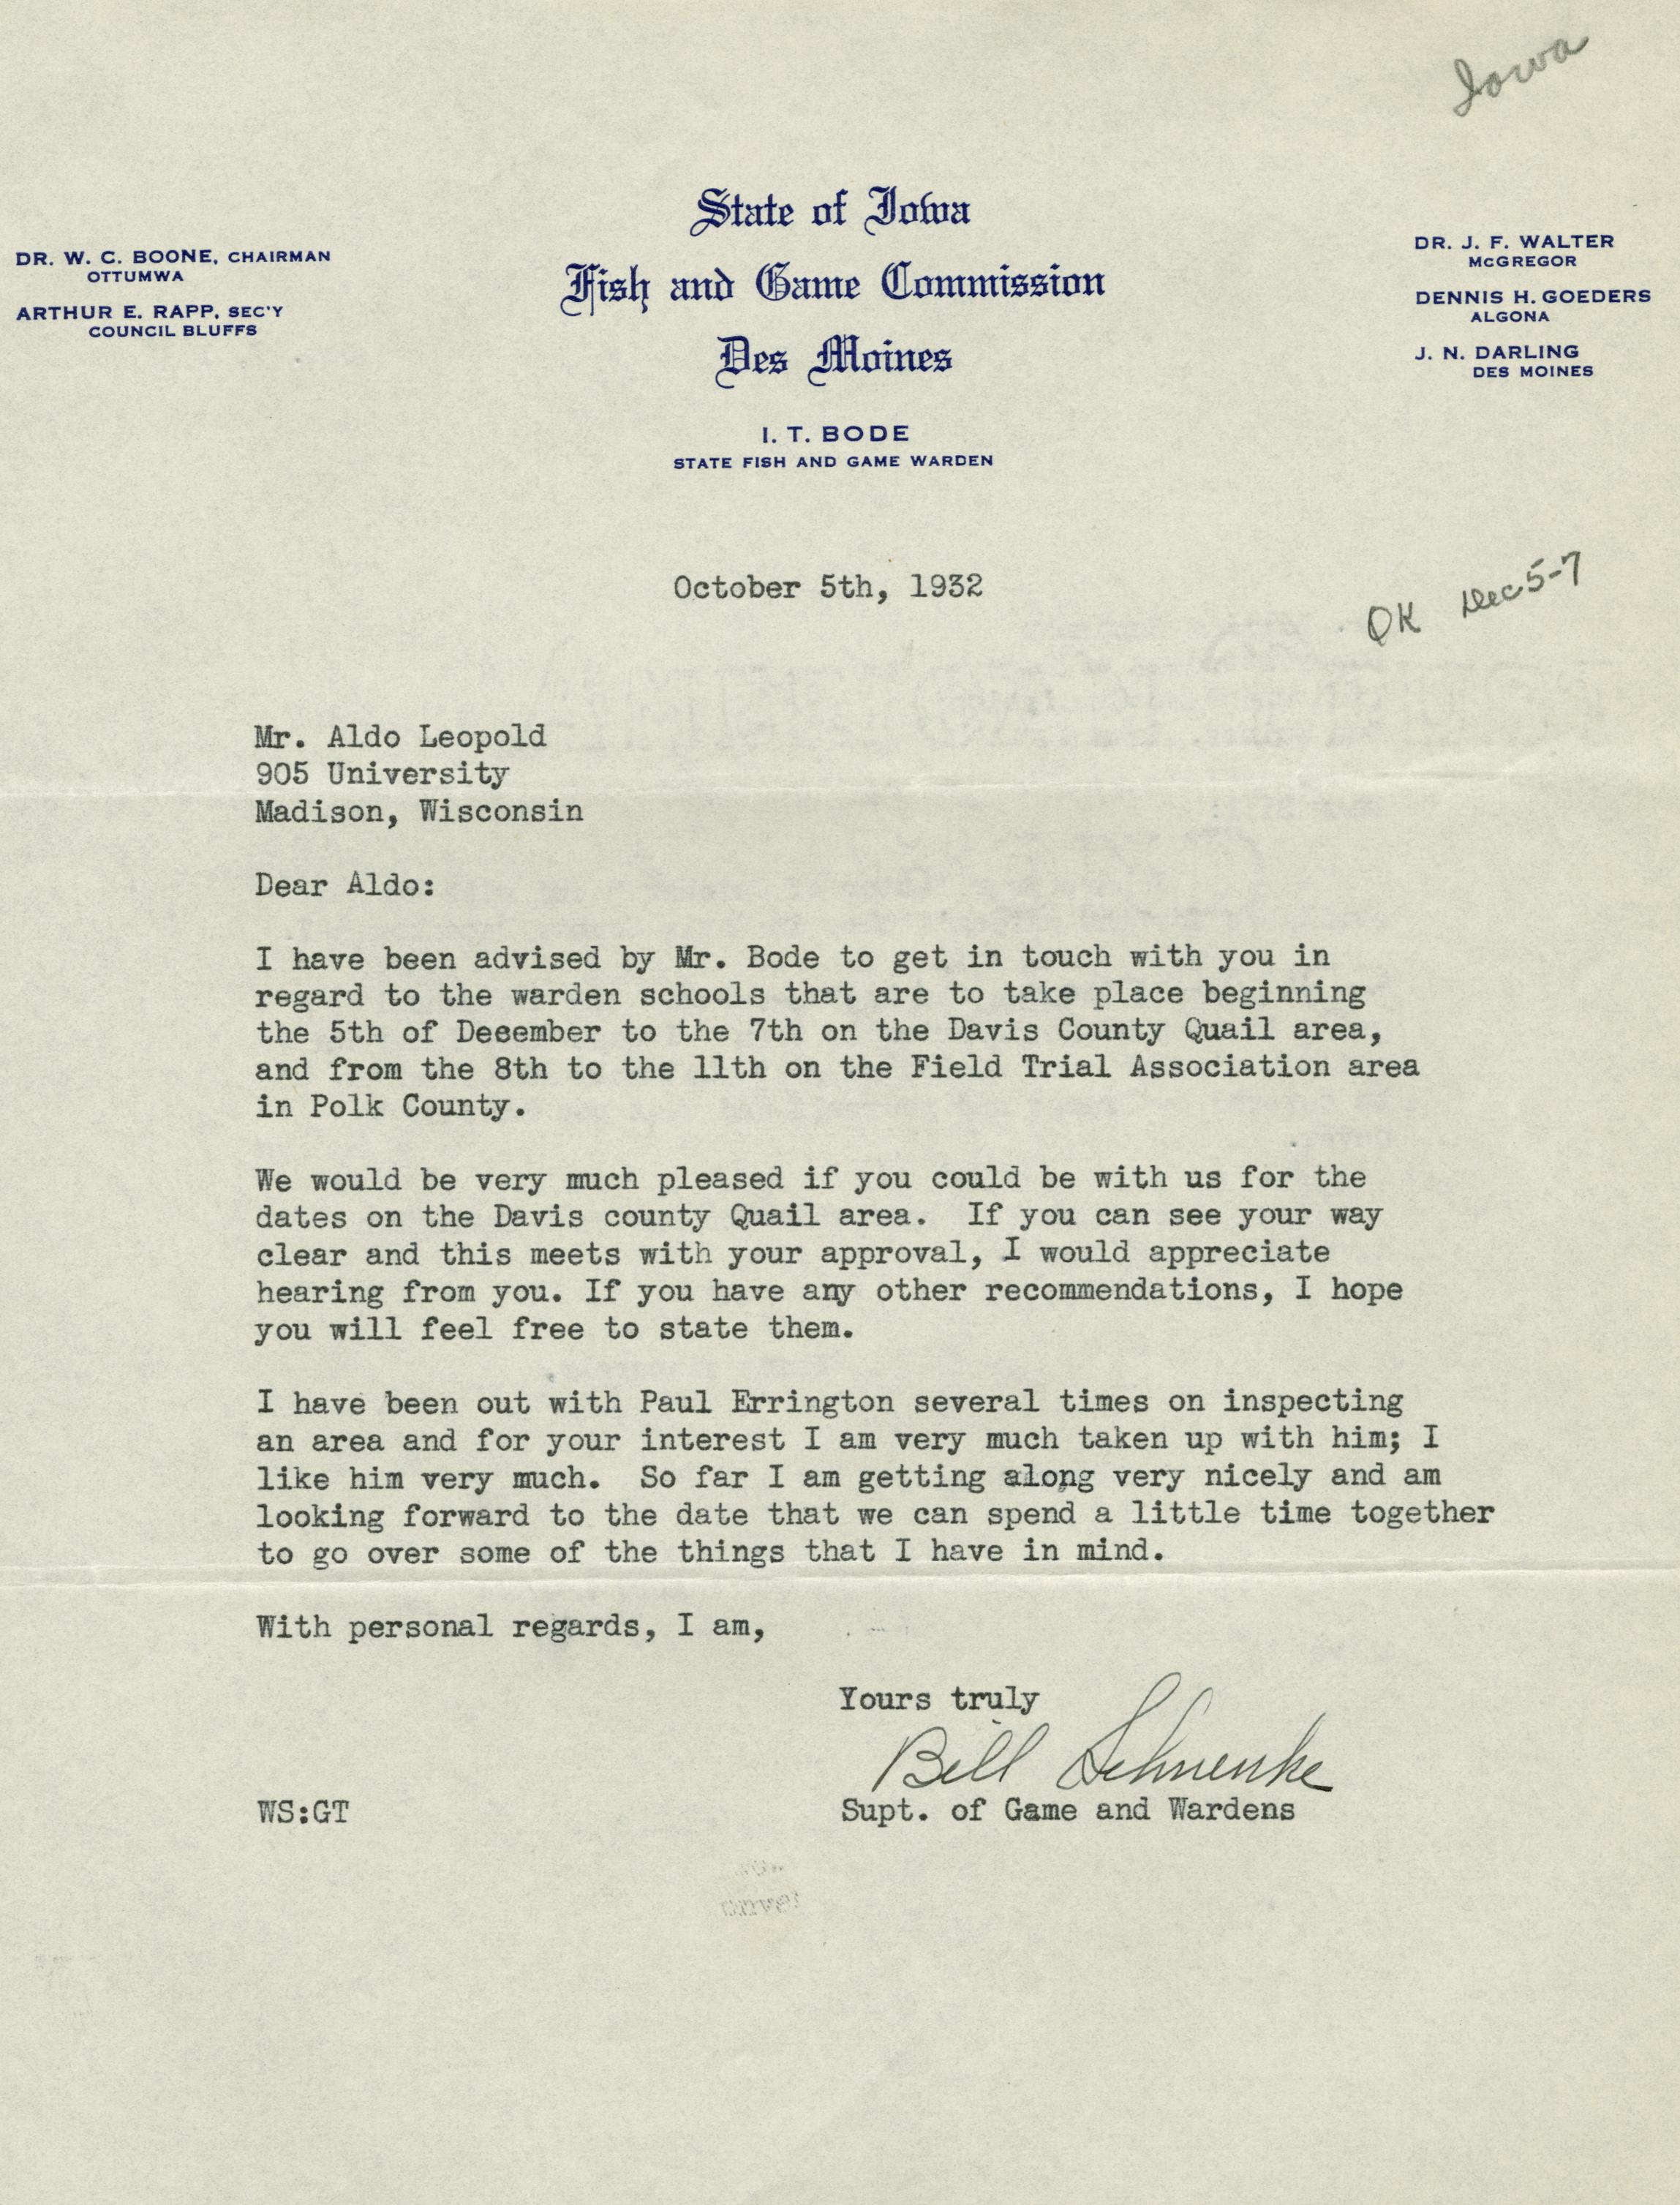 Iowa
State of Iowa
Fish and Game Commission
Des Moines
DR. W. C. BOONE, CHAIRMAN
OTTUMWA
ARTHUR E. RAPP, SEC'Y
COUNCIL BLUFFS
DR. J. F. WALTER
McGREGOR
DENNIS H. GOEDERS
ALGONA
J. N. DARLING
DES MOINES
I. T. BODE
STATE FISH AND GAME WARDEN
October 5th, 1932
OK Dec 5-7
Mr. Aldo Leopold
905 University
Madison, Wisconsin
Dear Aldo:
I have been advised by Mr. Bode to get in touch with you in
regard to the warden schools that are to take place beginning
the 5th of Deeember to the 7th on the Davis County Quail area,
and from the 8th to the 11th on the Field Trial Association area
in Polk County.
We would be very much pleased if you could be with us for the
dates on the Davis county Quail area. If you can see your way
clear and this meets with your approval, I would appreciate
hearing from you. If you have any other recommendations, I hope
you will feel free to state them.
I have been out with Paul Errington several times on inspecting
an area and for your interest I am very much taken up with him; I
like him very much. So far I am getting along very nicely and am
looking forward to the date that we can spend a little time together
to go over some of the things that I have in mind.
With personal regards, I am,
Yours truly
Bill Schwenke
WS:GT
Supt. of Game and Wardens